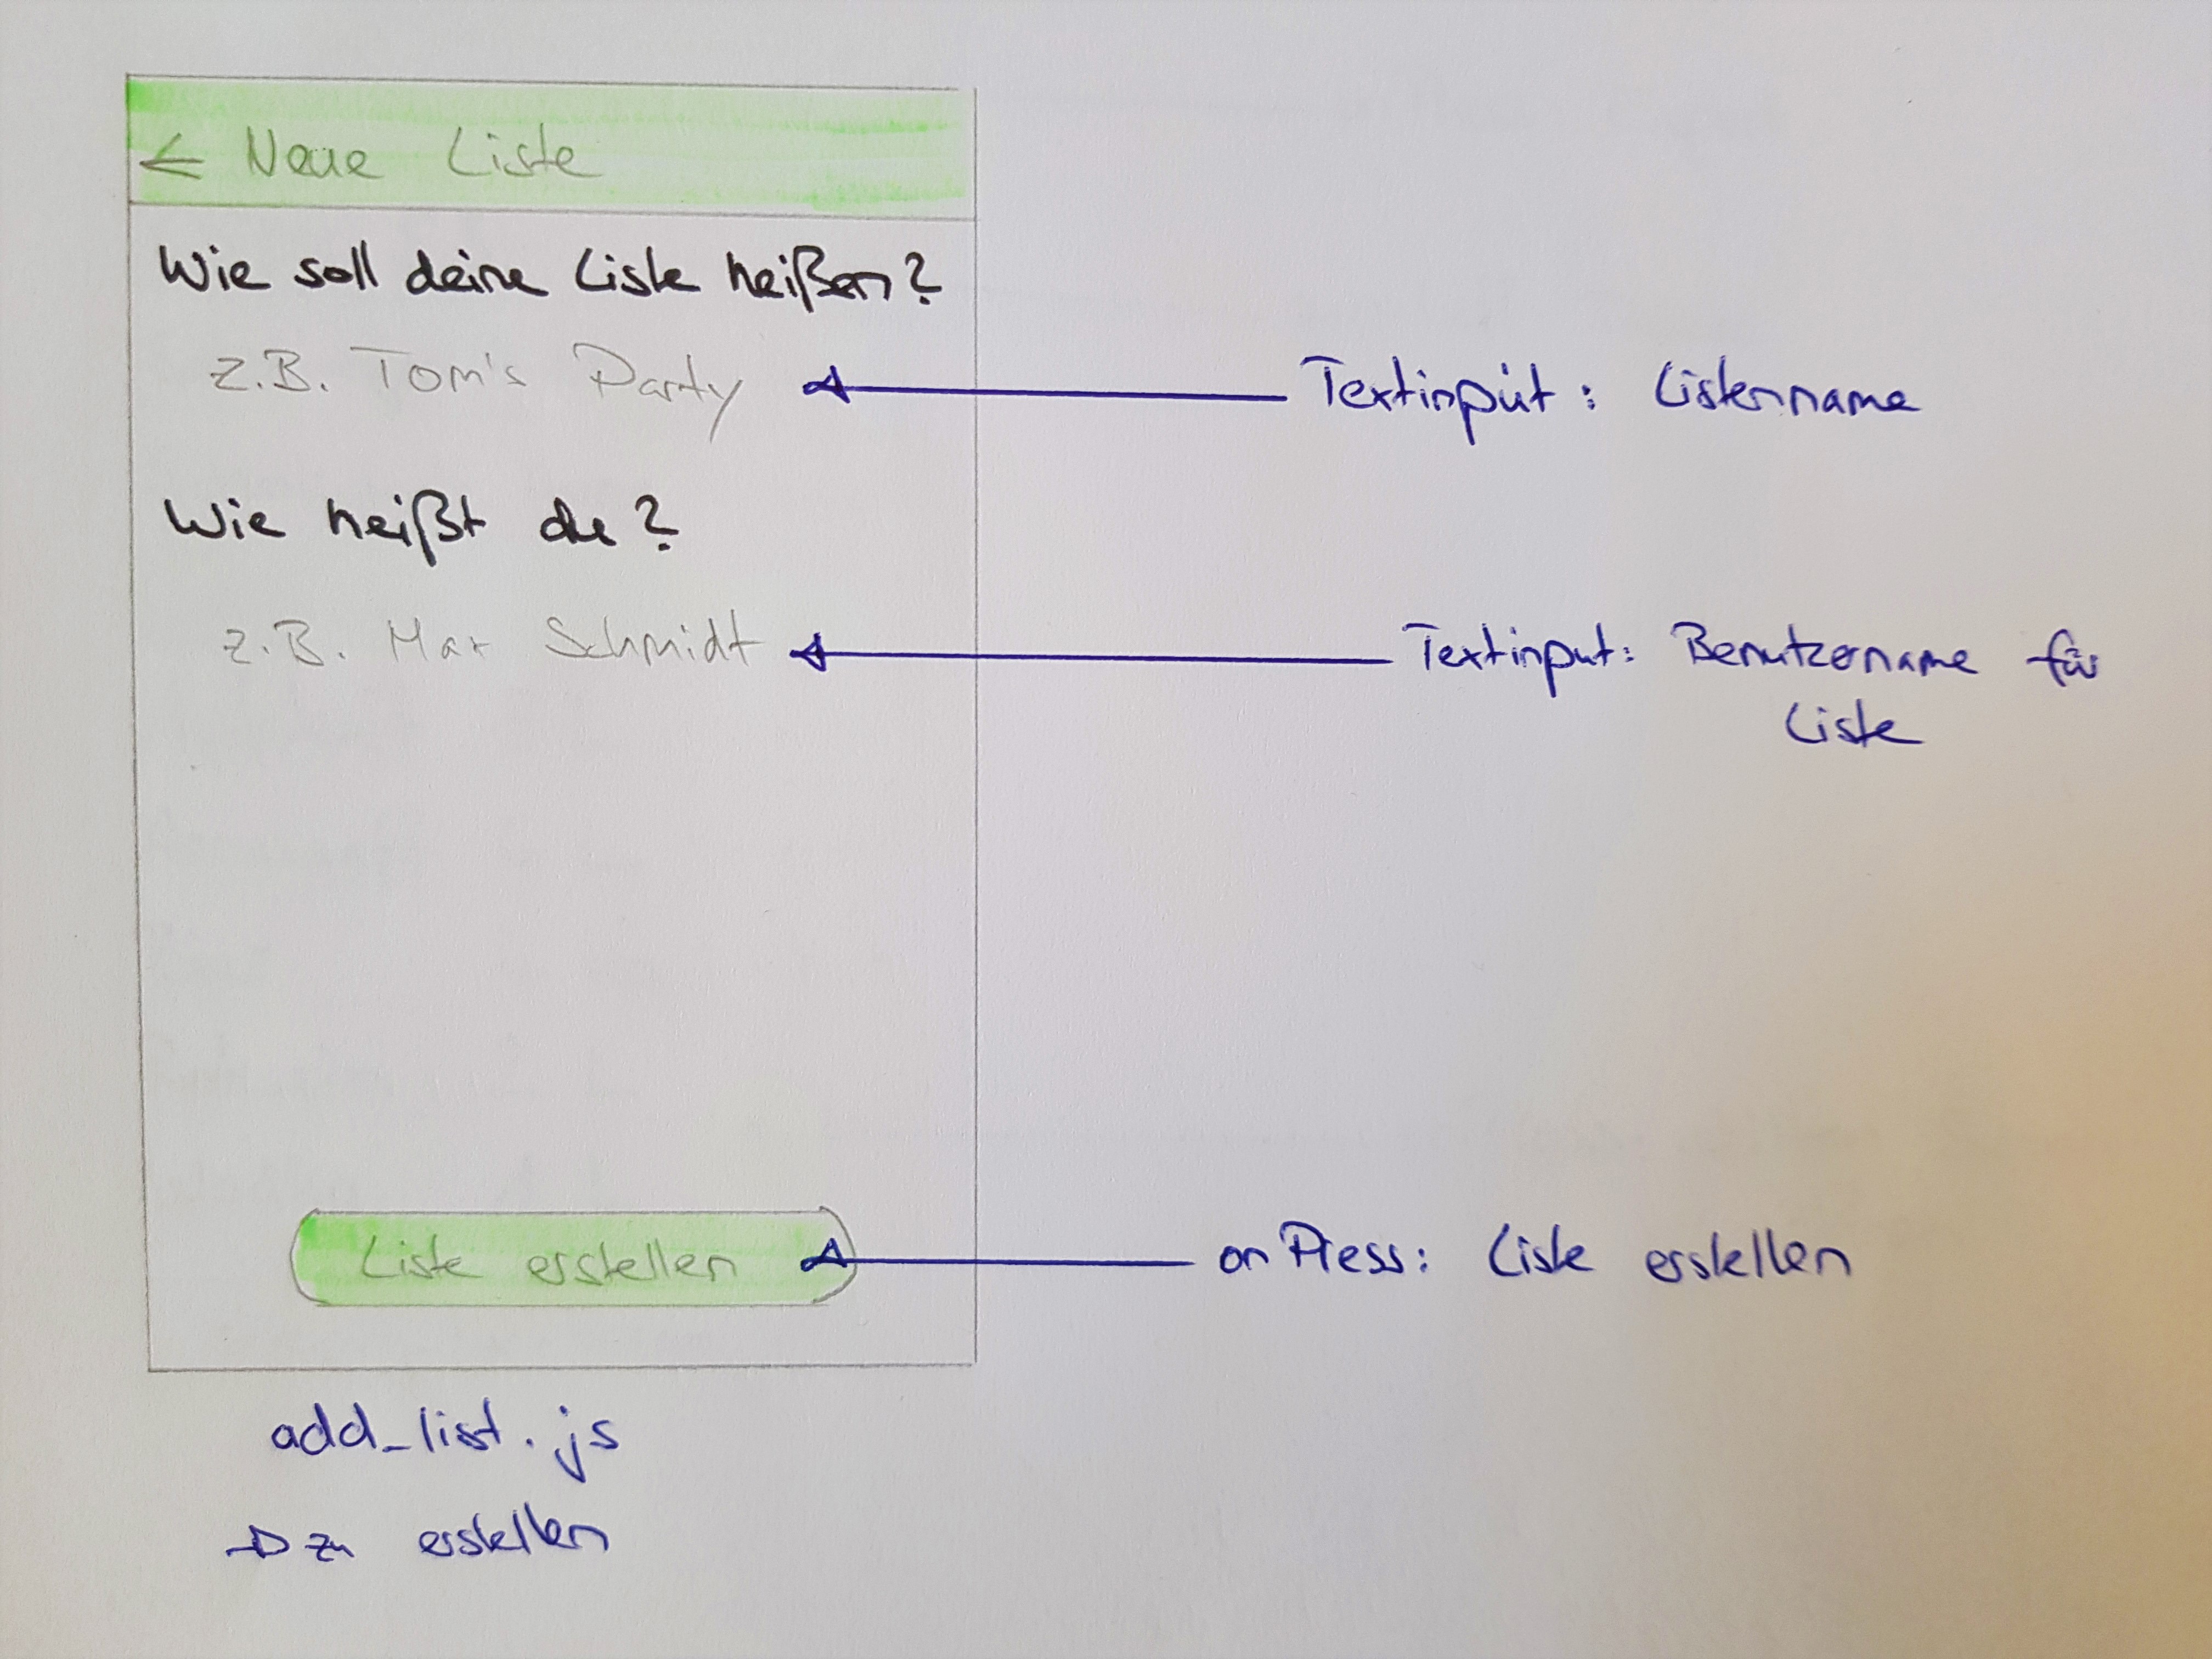 ← Neue Liste
Wie soll deine Liste heißen?
z.B. Tom's Party
Textinput: Listenname
Wie heißt du?
z.B. Max Schmidt
Textinput: Benutzername für
Liste
Liste erstellen
onPress: Liste erstellen
add_list.js
→ zu erstellen